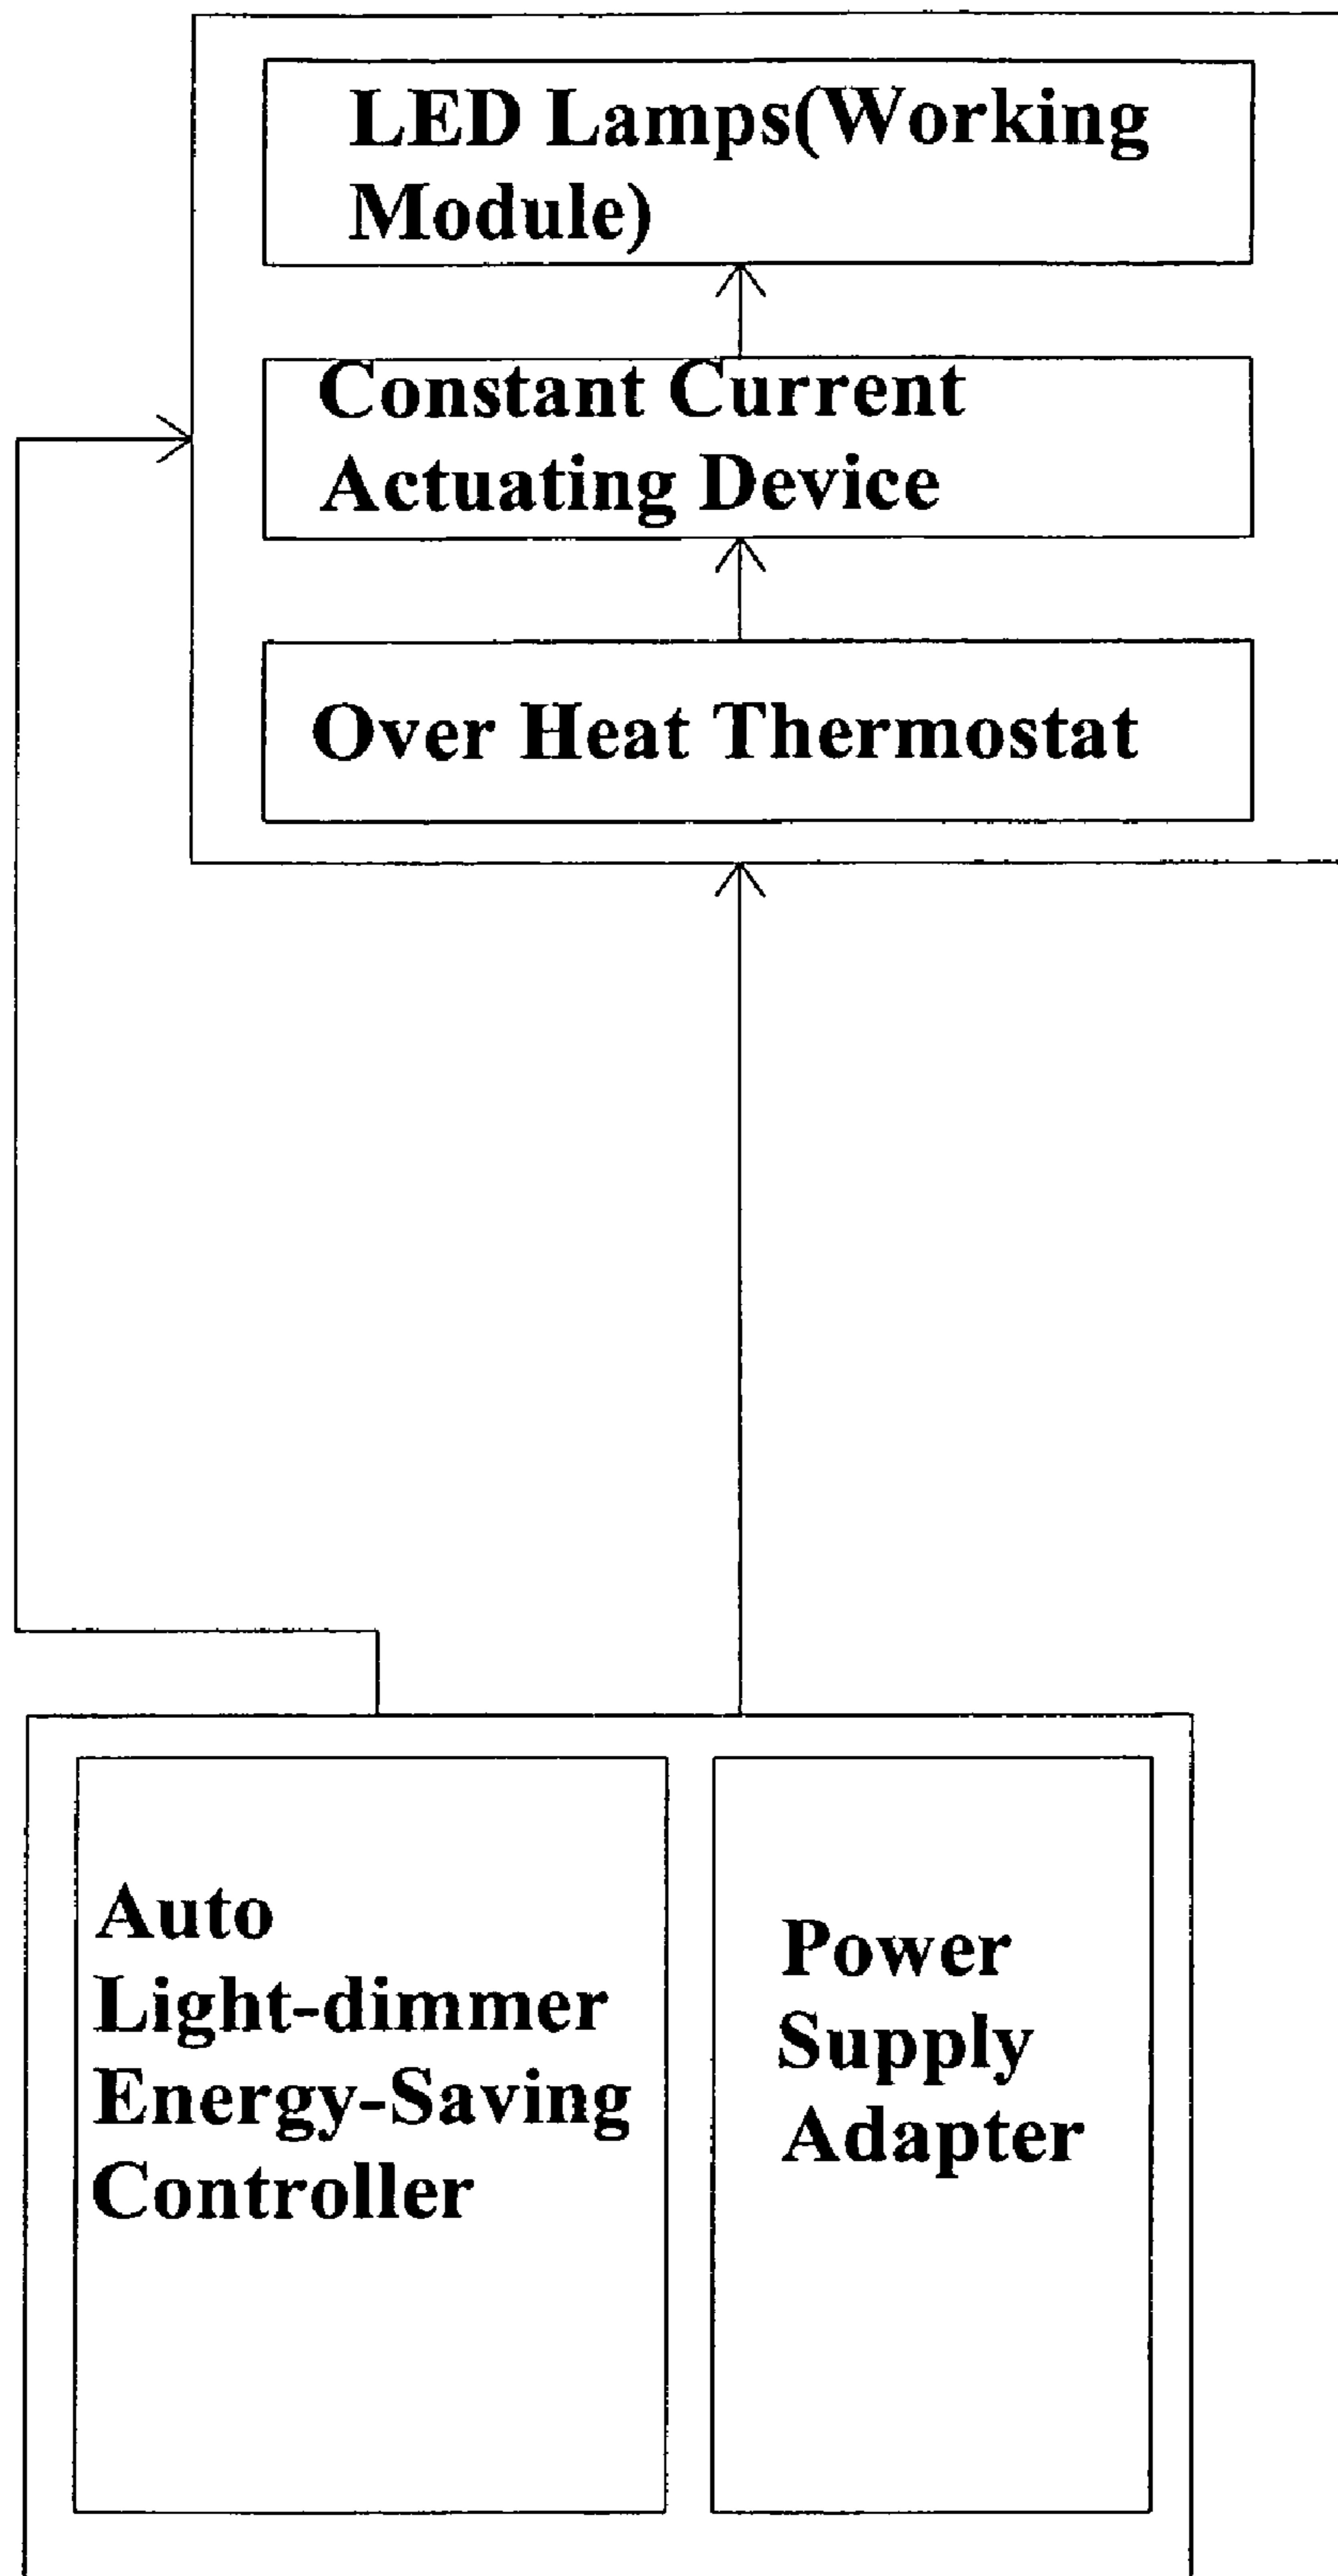 LED Lamps(Working
Module)
Constant Current
Actuating Device
Over Heat Thermostat
Auto
Light-dimmer
Energy-Saving
Controller
Power
Supply
Adapter